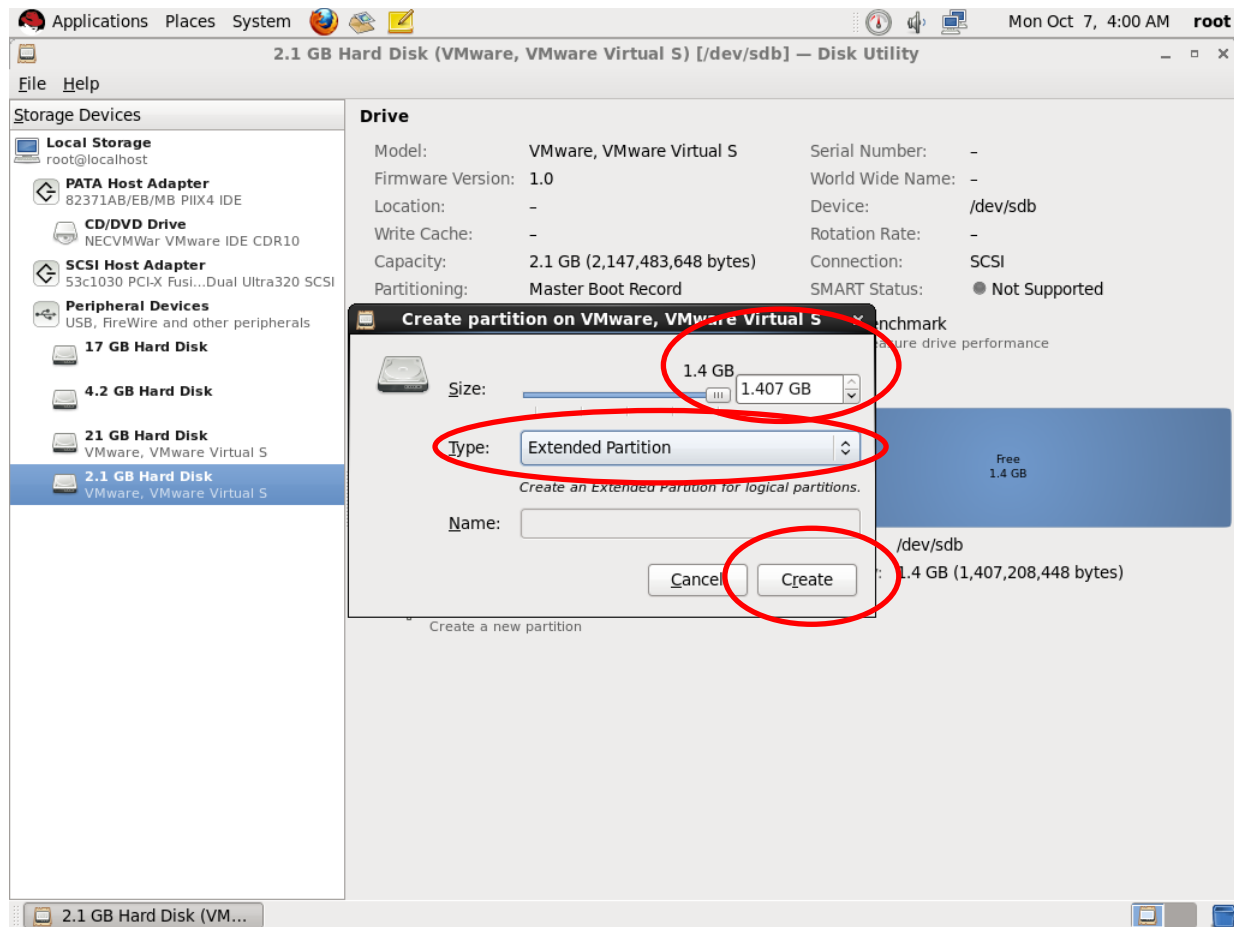 Applications Places System Mon Oct 7, 4:00 AM root
2.1 GB Hard Disk (VMware, VMware Virtual S) [/dev/sdb] — Disk Utility
File Help
Storage Devices
Local Storage
root@localhost
PATA Host Adapter
82371AB/EB/MB PIIX4 IDE
CD/DVD Drive
NECVMWar VMware IDE CDR10
SCSI Host Adapter
53c1030 PCI-X Fusi...Dual Ultra320 SCSI
Peripheral Devices
USB, FireWire and other peripherals
17 GB Hard Disk
4.2 GB Hard Disk
21 GB Hard Disk
VMware, VMware Virtual S
2.1 GB Hard Disk
VMware, VMware Virtual S
Drive
Model: VMware, VMware Virtual S Serial Number: –
Firmware Version: 1.0 World Wide Name: –
Location: – Device: /dev/sdb
Write Cache: – Rotation Rate: –
Capacity: 2.1 GB (2,147,483,648 bytes) Connection: SCSI
Partitioning: Master Boot Record SMART Status: Not Supported
Create partition on VMware, VMware Virtual S
enchmark
drive performance
1.4 GB
Size: 1.407 GB
Type: Extended Partition
Create an Extended Partition for logical partitions.
Name:
Cancel Create
Free
1.4 GB
/dev/sdb
1.4 GB (1,407,208,448 bytes)
Create a new partition
2.1 GB Hard Disk (VM...